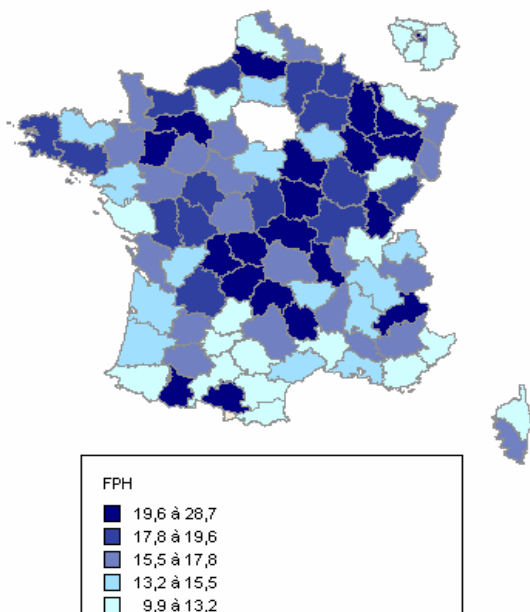 FPH
19,6 à 28,7
17,8 à 19,6
15,5 à 17,8
13,2 à 15,5
9,9 à 13,2